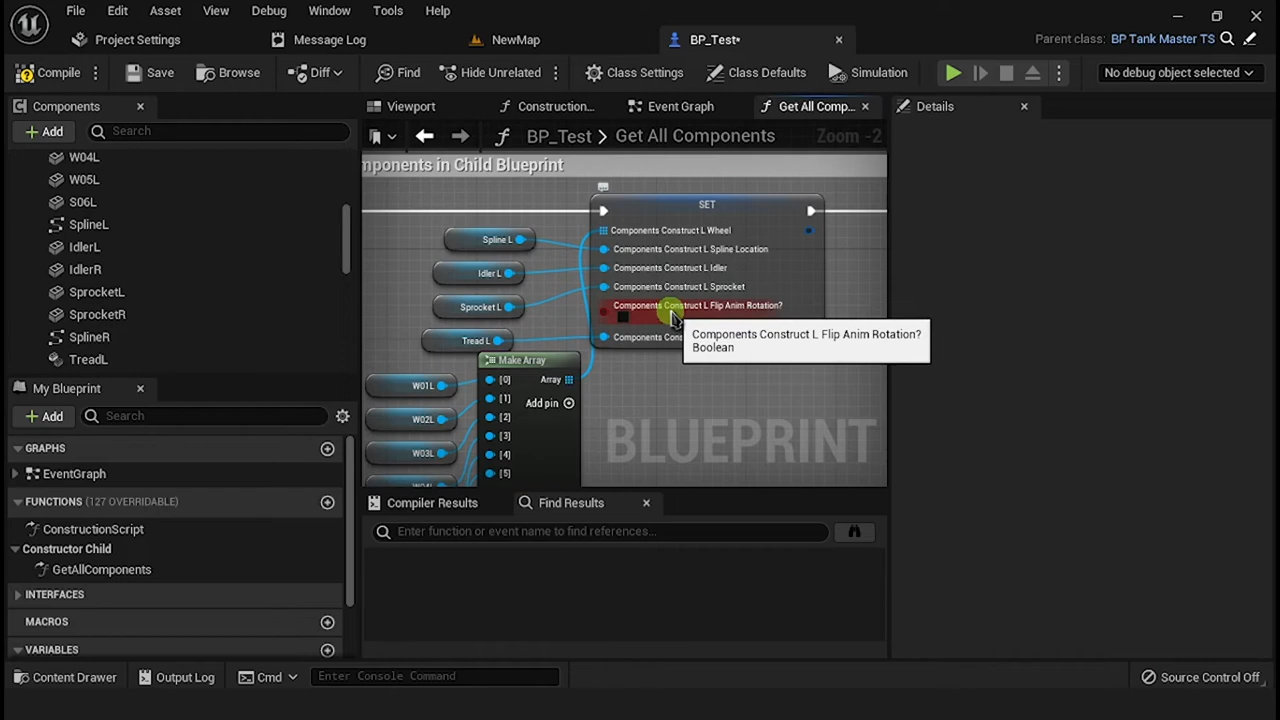 File Edit Asset View Debug Window Tools Help
Project Settings Message Log NewMap BP_Test* Parent class: BP Tank Master TS
Compile Save Browse Diff Find Hide Unrelated Class Settings Class Defaults Simulation No debug object selected
Components Viewport Construction... Event Graph Get All Comp... Details
Add Search BP_Test > Get All Components Zoom -2
W04L
W05L
S06L
SplineL
IdlerL
IdlerR
SprocketL
SprocketR
SplineR
TreadL
mponents in Child Blueprint
SET
Components Construct L Wheel
Spline L Components Construct L Spline Location
Idler L Components Construct L Idler
Sprocket L Components Construct L Sprocket
Components Construct L Flip Anim Rotation?
Tread L Components Cons
Components Construct L Flip Anim Rotation?
Boolean
Make Array
W01L [0] Array
W02L [1] Add pin
[2]
W03L [3]
[4]
[5]
BLUEPRINT
My Blueprint
Add Search
GRAPHS
EventGraph
FUNCTIONS (127 OVERRIDABLE)
ConstructionScript
Constructor Child
GetAllComponents
INTERFACES
MACROS
VARIABLES
Compiler Results Find Results
Enter function or event name to find references...
Content Drawer Output Log Cmd Enter Console Command Source Control Off